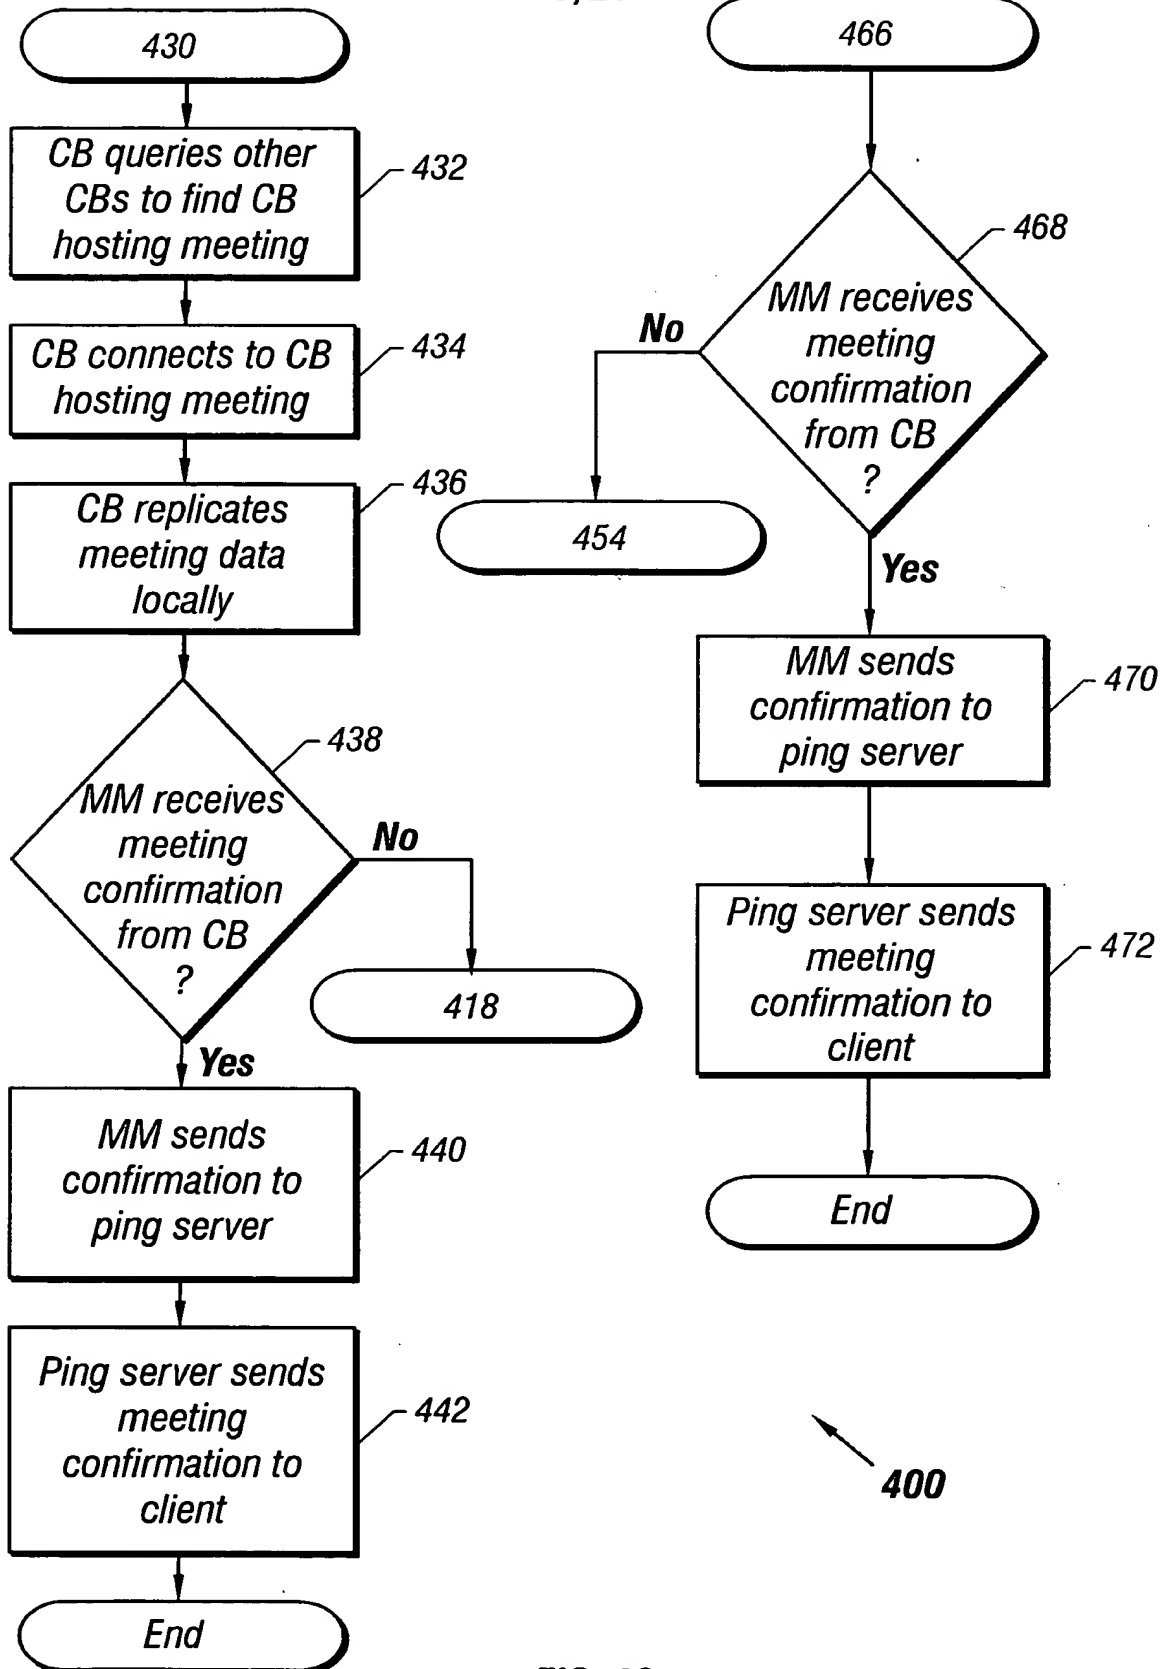 430
CB queries other
CBs to find CB
hosting meeting
432
CB connects to CB
hosting meeting
434
CB replicates
meeting data
locally
436
MM receives
meeting
confirmation
from CB
?
438
No
418
Yes
MM sends
confirmation to
ping server
440
Ping server sends
meeting
confirmation to
client
442
End
466
MM receives
meeting
confirmation
from CB
?
468
No
454
Yes
MM sends
confirmation to
ping server
470
Ping server sends
meeting
confirmation to
client
472
End
400